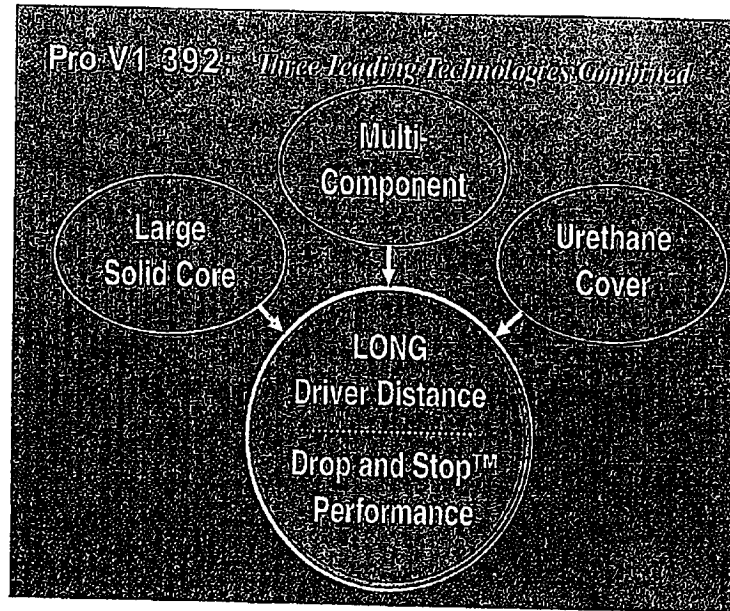 Pro V1 392: Three Leading Technologies Combined
Multi-
Component
Large
Solid Core
Urethane
Cover
LONG
Driver Distance
Drop and Stop™
Performance